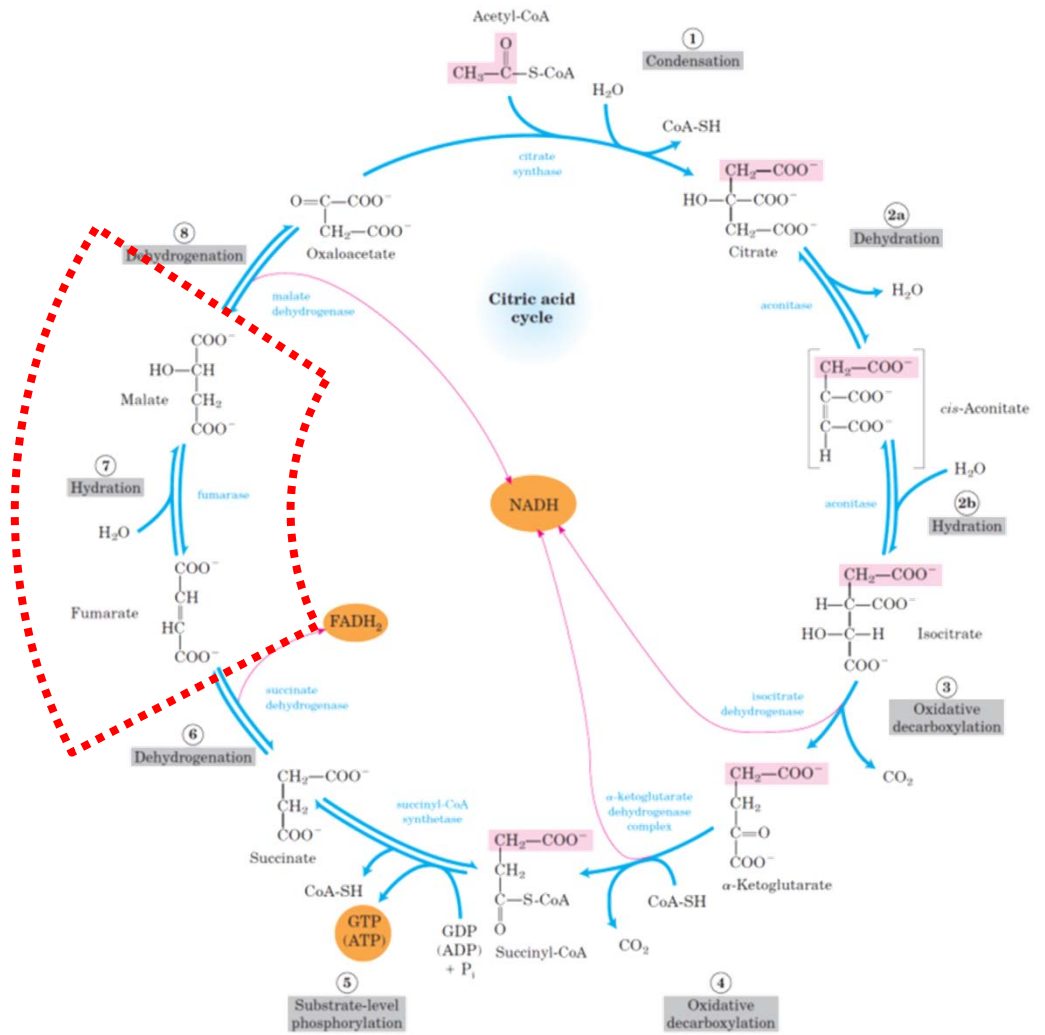 Acetyl-CoA
O
CH₃—C—S-CoA
1
Condensation
H₂O
CoA-SH
citrate
synthase
CH₂—COO⁻
HO—C—COO⁻
CH₂—COO⁻
Citrate
2a
Dehydration
H₂O
aconitase
CH₂—COO⁻
C—COO⁻
C—COO⁻
H
cis-Aconitate
H₂O
aconitase
2b
Hydration
CH₂—COO⁻
H—C—COO⁻
HO—C—H
COO⁻
Isocitrate
isocitrate
dehydrogenase
3
Oxidative
decarboxylation
CO₂
CH₂—COO⁻
CH₂
C=O
COO⁻
α-Ketoglutarate
α-ketoglutarate
dehydrogenase
complex
CoA-SH
CO₂
4
Oxidative
decarboxylation
CH₂—COO⁻
CH₂
C—S-CoA
O
Succinyl-CoA
succinyl-CoA
synthetase
GDP
(ADP)
+ Pᵢ
GTP
(ATP)
CoA-SH
5
Substrate-level
phosphorylation
CH₂—COO⁻
CH₂
COO⁻
Succinate
succinate
dehydrogenase
6
Dehydrogenation
FADH₂
COO⁻
CH
HC
COO⁻
Fumarate
H₂O
fumarase
7
Hydration
COO⁻
HO—CH
CH₂
COO⁻
Malate
malate
dehydrogenase
8
Dehydrogenation
O=C—COO⁻
CH₂—COO⁻
Oxaloacetate
Citric acid
cycle
NADH